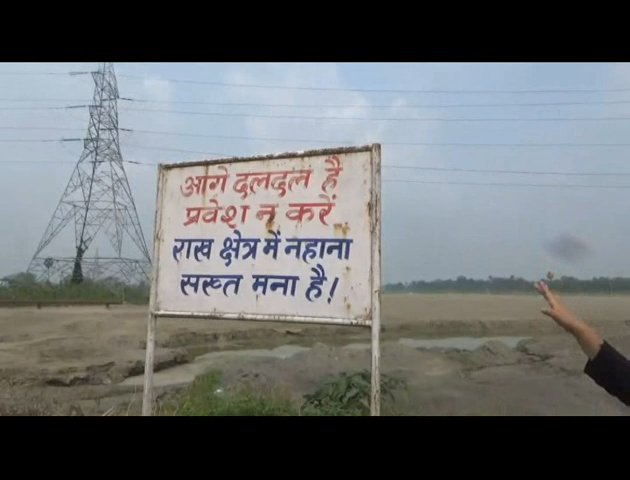 आगे दलदल है
प्रवेश न करें
राख क्षेत्र में नहाना
सख्त मना है!